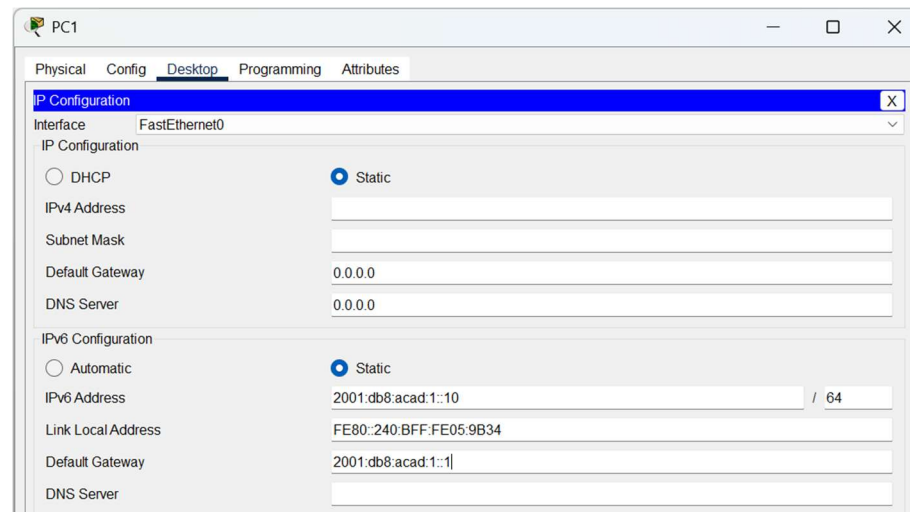 PC1
Physical Config Desktop Programming Attributes
IP Configuration X
Interface FastEthernet0
IP Configuration
DHCP Static
IPv4 Address
Subnet Mask
Default Gateway 0.0.0.0
DNS Server 0.0.0.0
IPv6 Configuration
Automatic Static
IPv6 Address 2001:db8:acad:1::10 / 64
Link Local Address FE80::240:BFF:FE05:9B34
Default Gateway 2001:db8:acad:1::1
DNS Server